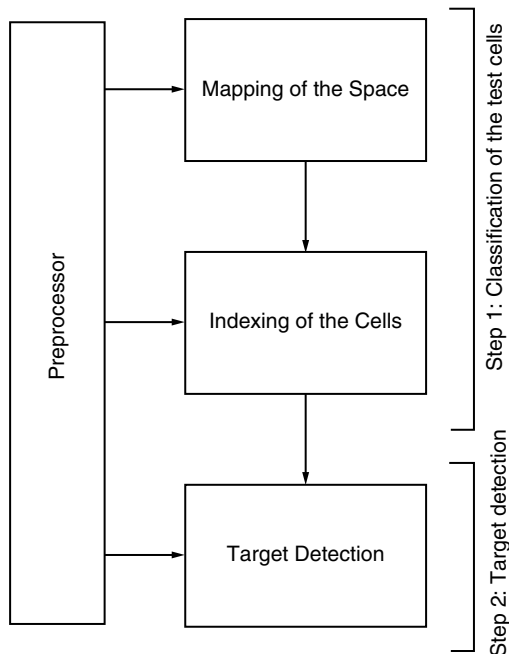 Preprocessor
Mapping of the Space
Indexing of the Cells
Target Detection
Step 1: Classification of the test cells
Step 2: Target detection